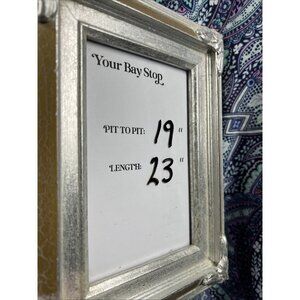 Your Bay Stop
PIT TO PIT: 19"
LENGTH: 23"